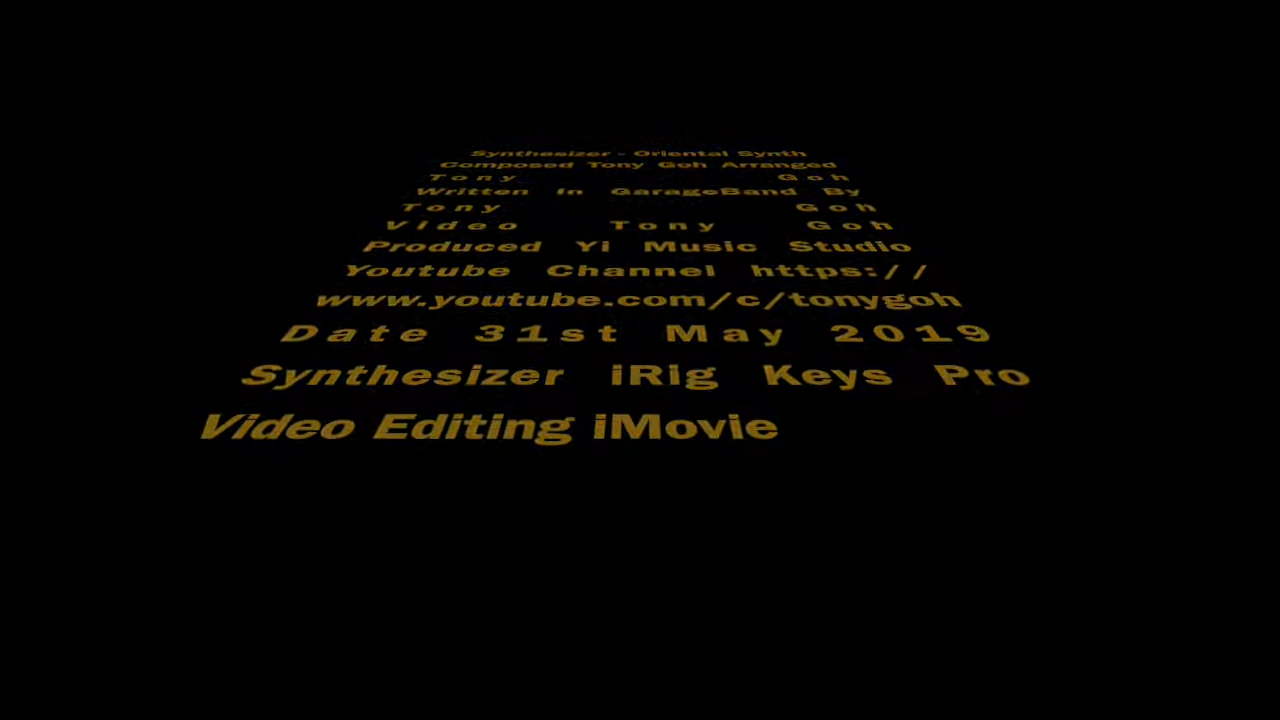 Synthesizer - Oriental Synth
Composed Tony Goh Arranged
Tony Goh
Written In GarageBand By
Tony Goh
Video Tony Goh
Produced Yi Music Studio
Youtube Channel https://
www.youtube.com/c/tonygoh
Date 31st May 2019
Synthesizer iRig Keys Pro
Video Editing iMovie